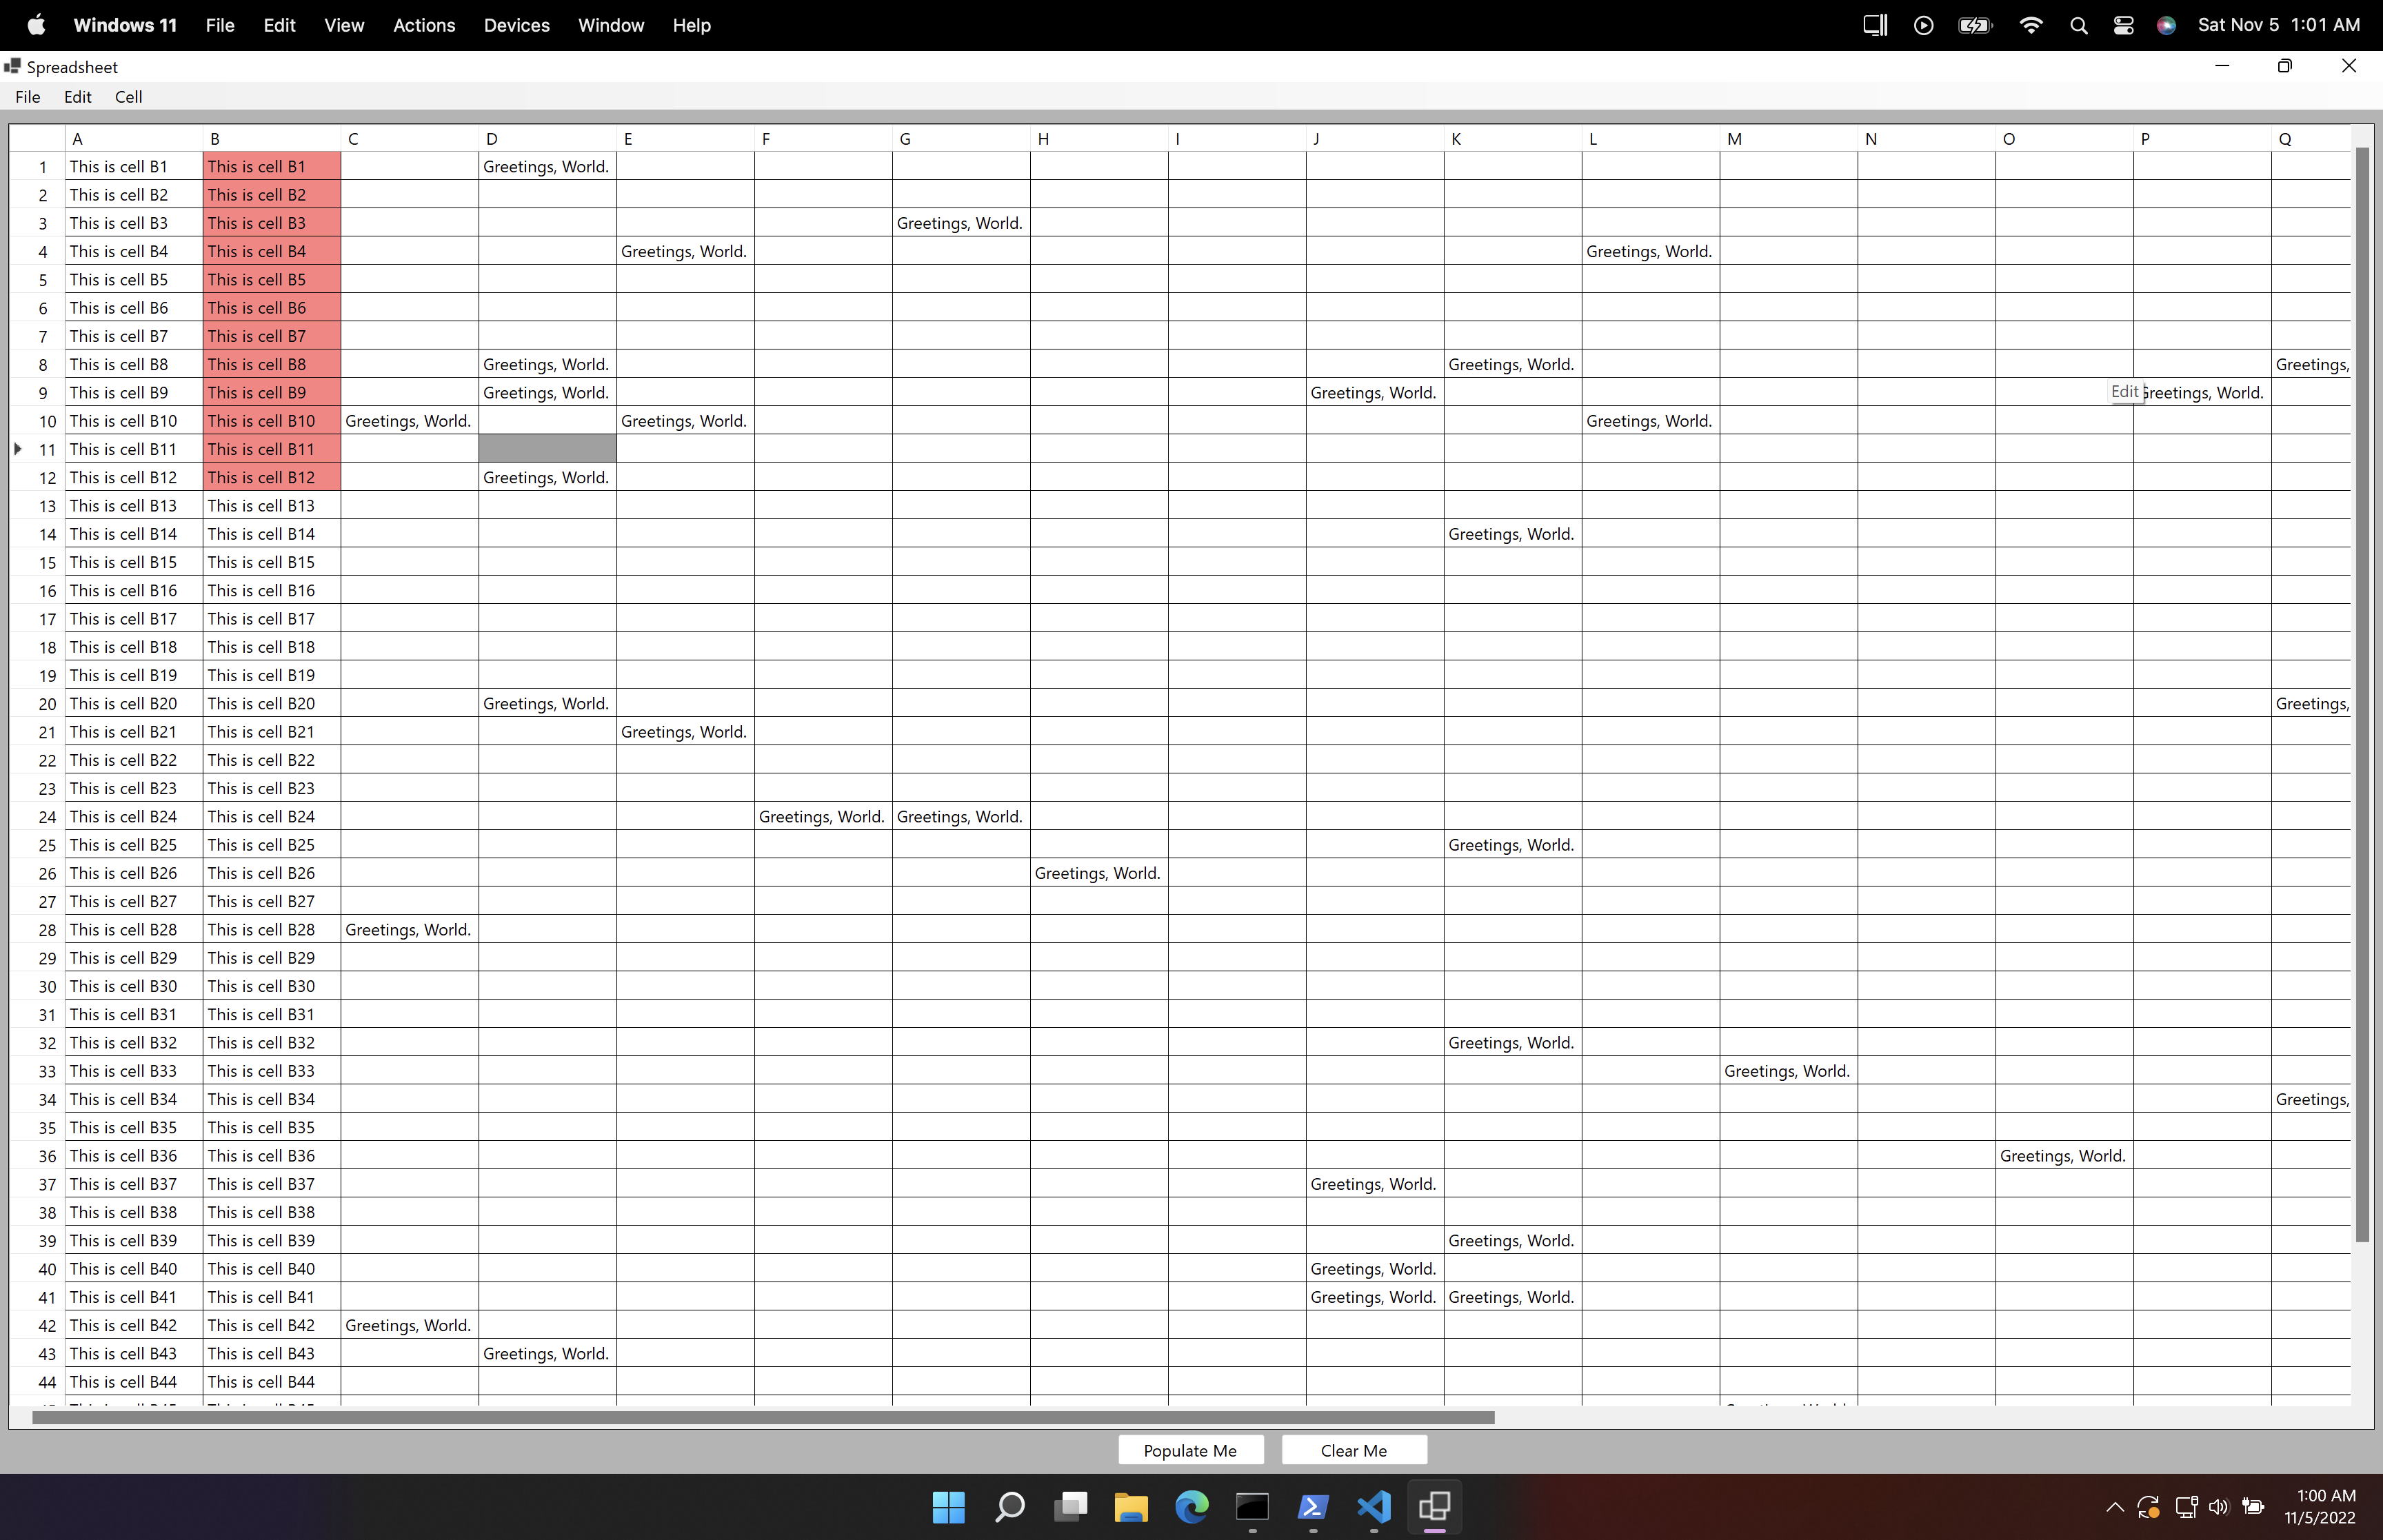 Windows 11 File Edit View Actions Devices Window Help Sat Nov 5 1:01 AM
Spreadsheet
File Edit Cell
A B C D E F G H I J K L M N O P Q
1 This is cell B1 This is cell B1 Greetings, World.
2 This is cell B2 This is cell B2
3 This is cell B3 This is cell B3 Greetings, World.
4 This is cell B4 This is cell B4 Greetings, World. Greetings, World.
5 This is cell B5 This is cell B5
6 This is cell B6 This is cell B6
7 This is cell B7 This is cell B7
8 This is cell B8 This is cell B8 Greetings, World. Greetings, World. Greetings,
9 This is cell B9 This is cell B9 Greetings, World. Greetings, World. Edit Greetings, World.
10 This is cell B10 This is cell B10 Greetings, World. Greetings, World. Greetings, World.
11 This is cell B11 This is cell B11
12 This is cell B12 This is cell B12 Greetings, World.
13 This is cell B13 This is cell B13
14 This is cell B14 This is cell B14 Greetings, World.
15 This is cell B15 This is cell B15
16 This is cell B16 This is cell B16
17 This is cell B17 This is cell B17
18 This is cell B18 This is cell B18
19 This is cell B19 This is cell B19
20 This is cell B20 This is cell B20 Greetings, World. Greetings,
21 This is cell B21 This is cell B21 Greetings, World.
22 This is cell B22 This is cell B22
23 This is cell B23 This is cell B23
24 This is cell B24 This is cell B24 Greetings, World. Greetings, World.
25 This is cell B25 This is cell B25 Greetings, World.
26 This is cell B26 This is cell B26 Greetings, World.
27 This is cell B27 This is cell B27
28 This is cell B28 This is cell B28 Greetings, World.
29 This is cell B29 This is cell B29
30 This is cell B30 This is cell B30
31 This is cell B31 This is cell B31
32 This is cell B32 This is cell B32 Greetings, World.
33 This is cell B33 This is cell B33 Greetings, World.
34 This is cell B34 This is cell B34 Greetings,
35 This is cell B35 This is cell B35
36 This is cell B36 This is cell B36 Greetings, World.
37 This is cell B37 This is cell B37 Greetings, World.
38 This is cell B38 This is cell B38
39 This is cell B39 This is cell B39 Greetings, World.
40 This is cell B40 This is cell B40 Greetings, World.
41 This is cell B41 This is cell B41 Greetings, World. Greetings, World.
42 This is cell B42 This is cell B42 Greetings, World.
43 This is cell B43 This is cell B43 Greetings, World.
44 This is cell B44 This is cell B44
Populate Me Clear Me
1:00 AM
11/5/2022